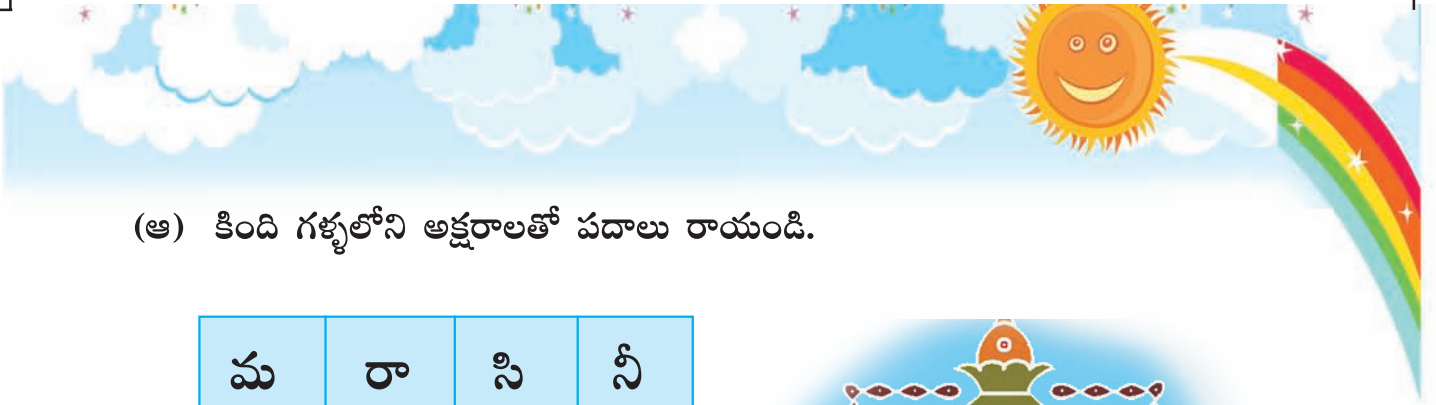 (ఆ) కింది గళ్ళలోని అక్షరాలతో పదాలు రాయండి.
మ రా సి నీ